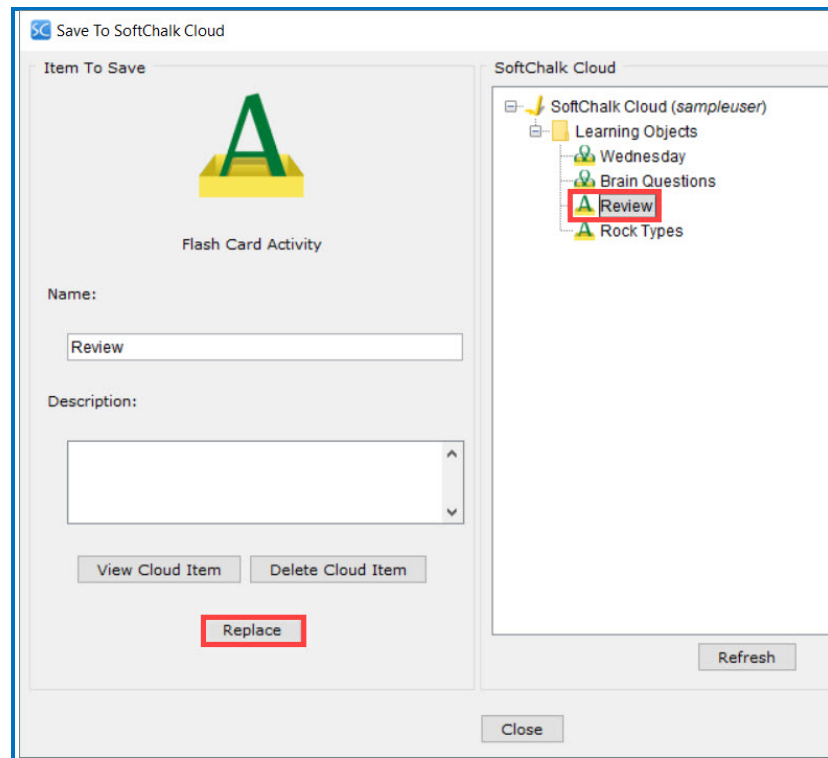 SC Save To SoftChalk Cloud
Item To Save
A
Flash Card Activity
Name:
Review
Description:
View Cloud Item Delete Cloud Item
Replace
SoftChalk Cloud
SoftChalk Cloud (sampleuser)
Learning Objects
Wednesday
Brain Questions
A Review
A Rock Types
Refresh
Close